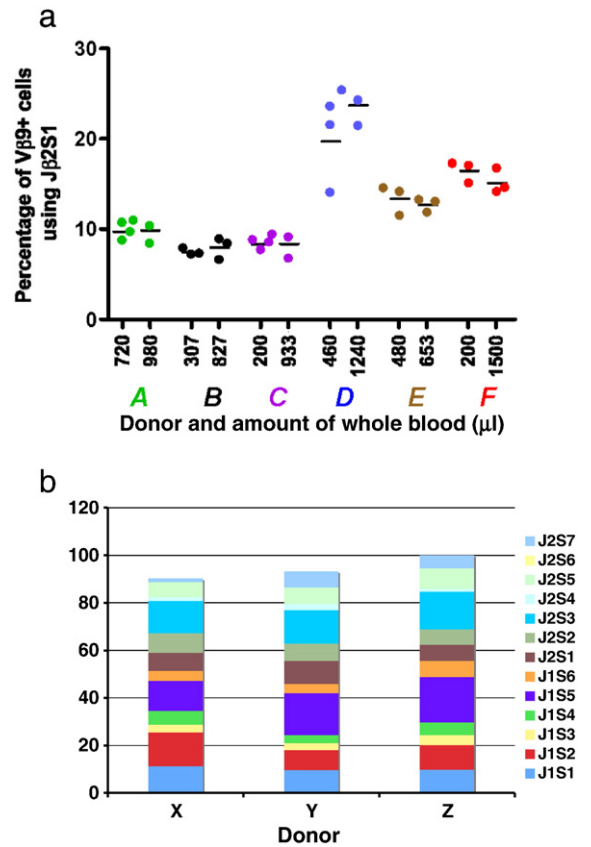 a
Percentage of Vβ9+ cells
using Jβ2S1
30
20
10
0
720 980 307 827 200 933 460 1240 480 653 200 1500
A B C D E F
Donor and amount of whole blood (μl)
b
120
100
80
60
40
20
0
X Y Z
Donor
J2S7
J2S6
J2S5
J2S4
J2S3
J2S2
J2S1
J1S6
J1S5
J1S4
J1S3
J1S2
J1S1